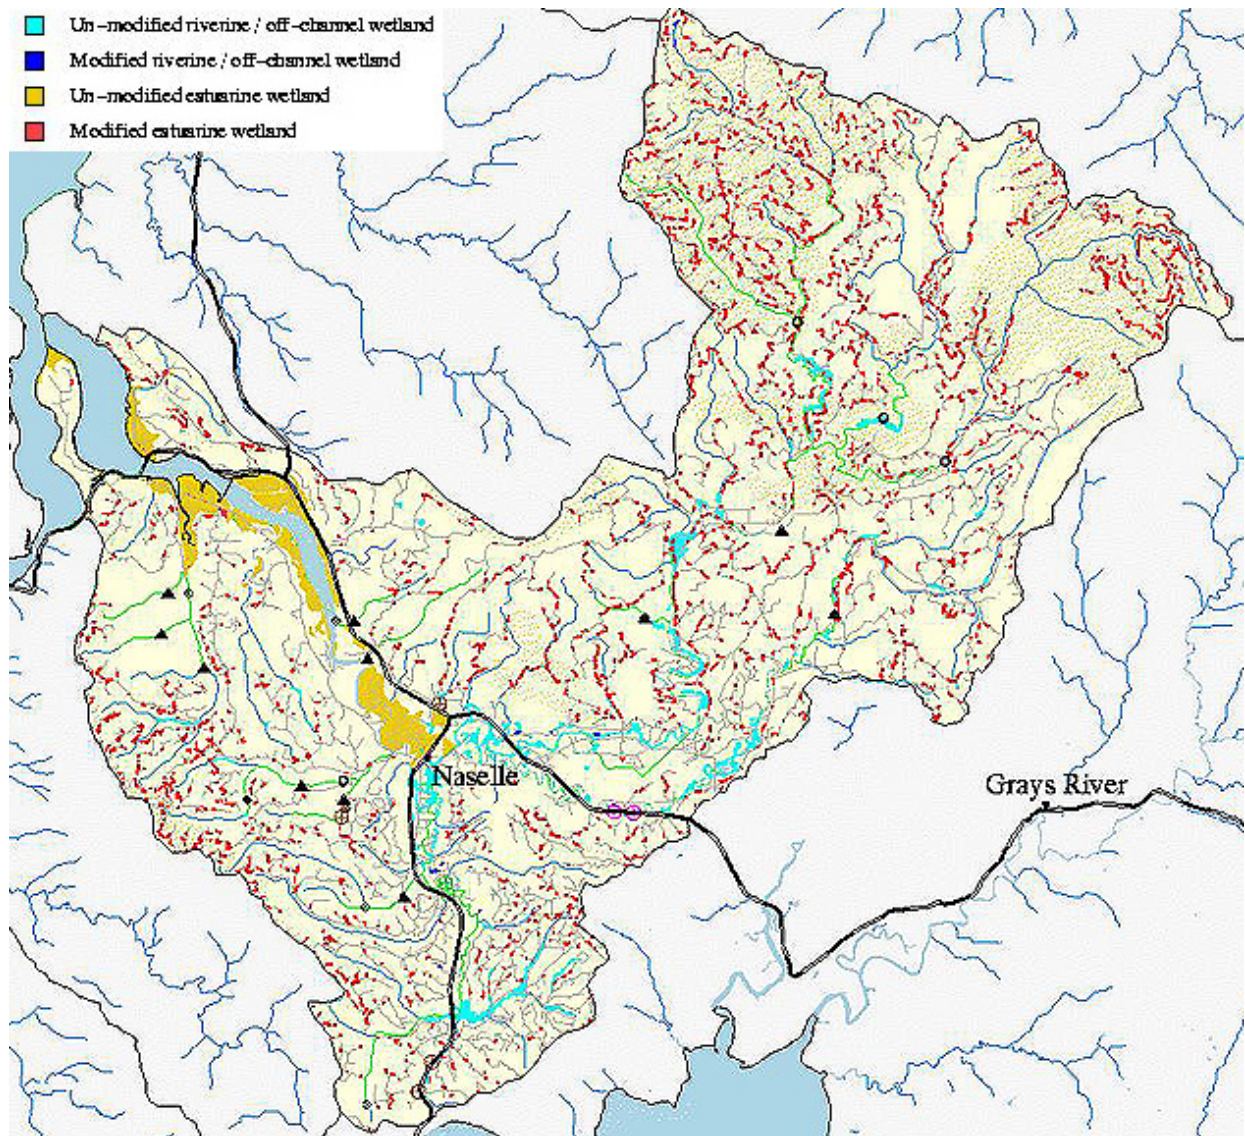 Un-modified riverine / off-channel wetland
Modified riverine / off-channel wetland
Un-modified estuarine wetland
Modified estuarine wetland
Naselle
Grays River